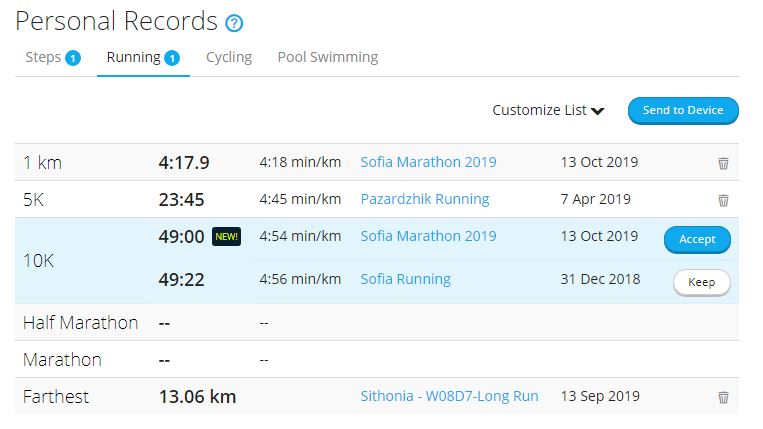 Personal Records ?
Steps 1 Running 1 Cycling Pool Swimming
Customize List Send to Device
1 km 4:17.9 4:18 min/km Sofia Marathon 2019 13 Oct 2019
5K 23:45 4:45 min/km Pazardzhik Running 7 Apr 2019
10K
49:00 NEW! 4:54 min/km Sofia Marathon 2019 13 Oct 2019 Accept
49:22 4:56 min/km Sofia Running 31 Dec 2018 Keep
Half Marathon -- --
Marathon -- --
Farthest 13.06 km Sithonia - W08D7-Long Run 13 Sep 2019